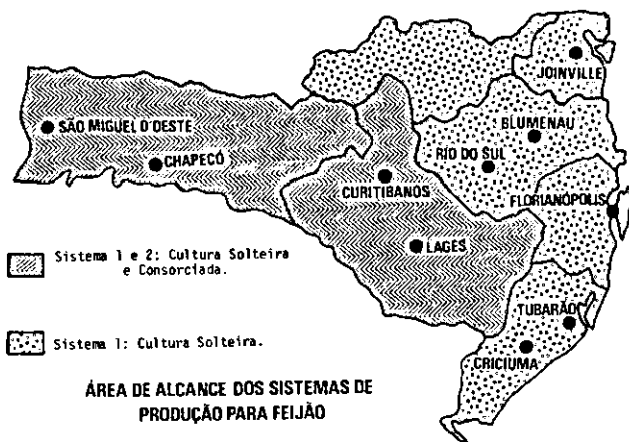 JOINVILLE
SÃO MIGUEL D'OESTE
BLUMENAU
CHAPECÓ
RIO DO SUL
CURITIBANOS
FLORIANÓPOLIS
LAGES
Sistema 1 e 2: Cultura Solteira
e Consorciada.
TUBARÃO
Sistema 1: Cultura Solteira.
CRICIUMA
ÁREA DE ALCANCE DOS SISTEMAS DE
PRODUÇÃO PARA FEIJÃO